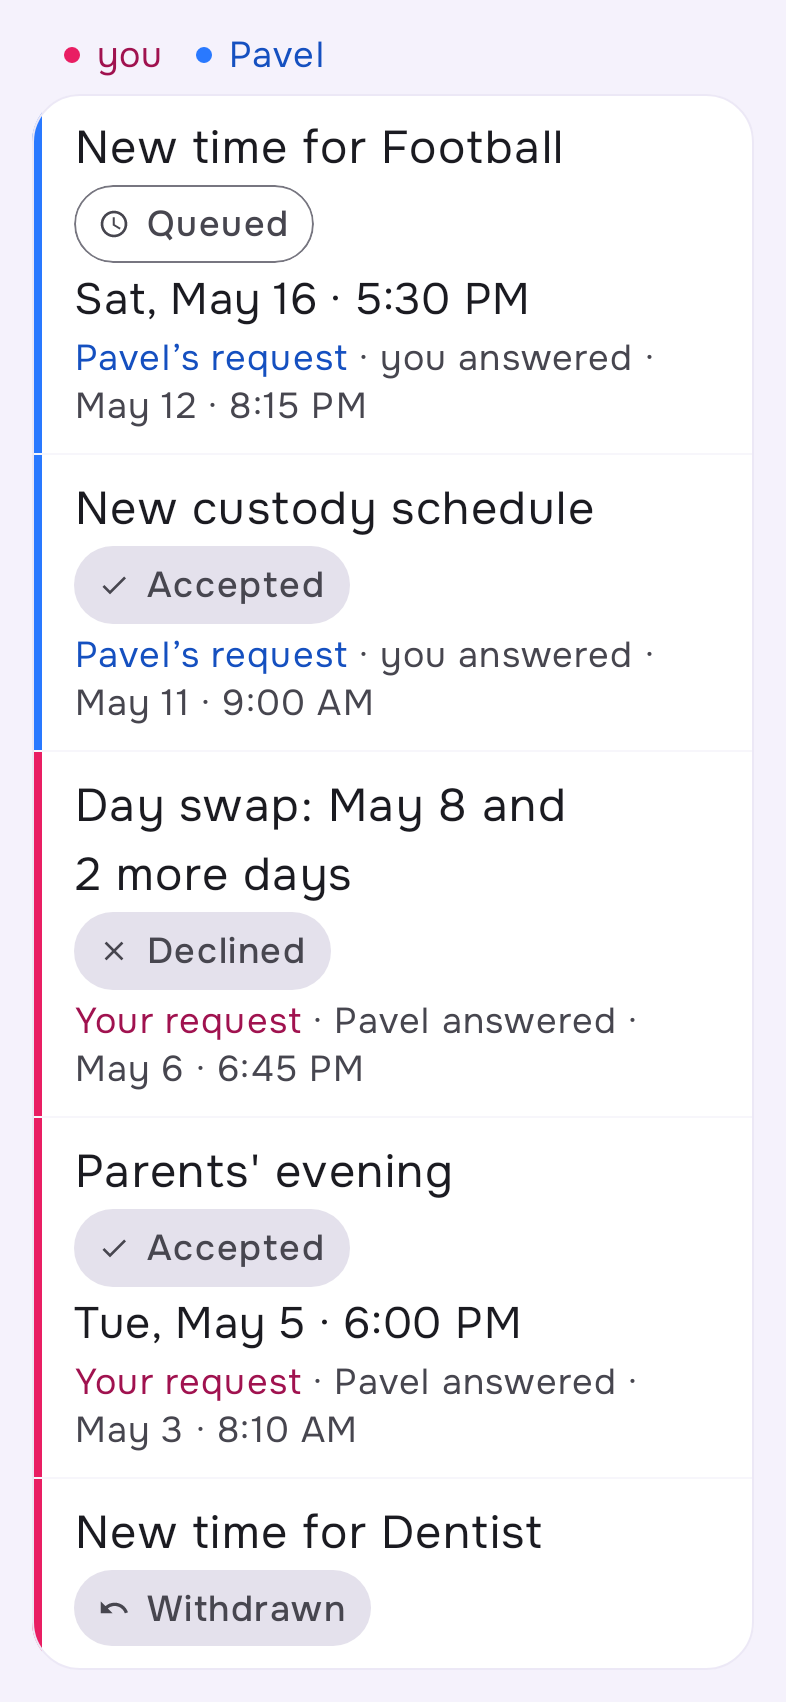 you Pavel
New time for Football
Queued
Sat, May 16 · 5:30 PM
Pavel’s request · you answered ·
May 12 · 8:15 PM
New custody schedule
Accepted
Pavel’s request · you answered ·
May 11 · 9:00 AM
Day swap: May 8 and
2 more days
Declined
Your request · Pavel answered ·
May 6 · 6:45 PM
Parents' evening
Accepted
Tue, May 5 · 6:00 PM
Your request · Pavel answered ·
May 3 · 8:10 AM
New time for Dentist
Withdrawn